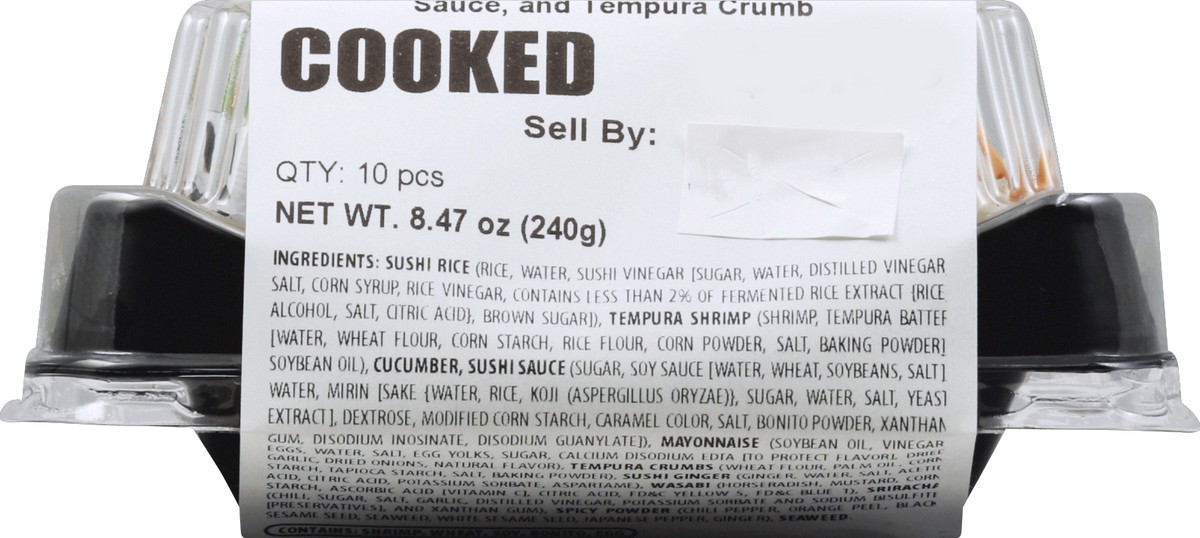 Sauce, and Tempura Crumb
COOKED
Sell By:
QTY: 10 pcs
NET WT. 8.47 oz (240g)
INGREDIENTS: SUSHI RICE (RICE, WATER, SUSHI VINEGAR [SUGAR, WATER, DISTILLED VINEGAR
SALT, CORN SYRUP, RICE VINEGAR, CONTAINS LESS THAN 2% OF FERMENTED RICE EXTRACT {RICE
ALCOHOL, SALT, CITRIC ACID}, BROWN SUGAR]), TEMPURA SHRIMP (SHRIMP, TEMPURA BATTER
[WATER, WHEAT FLOUR, CORN STARCH, RICE FLOUR, CORN POWDER, SALT, BAKING POWDER]
SOYBEAN OIL), CUCUMBER, SUSHI SAUCE (SUGAR, SOY SAUCE [WATER, WHEAT, SOYBEANS, SALT]
WATER, MIRIN [SAKE {WATER, RICE, KOJI (ASPERGILLUS ORYZAE)}, SUGAR, WATER, SALT, YEAST
EXTRACT], DEXTROSE, MODIFIED CORN STARCH, CARAMEL COLOR, SALT, BONITO POWDER, XANTHAN
GUM, DISODIUM INOSINATE, DISODIUM GUANYLATE]), MAYONNAISE (SOYBEAN OIL, VINEGAR
EGGS, WATER, SALT, EGG YOLKS, SUGAR, CALCIUM DISODIUM EDTA [TO PROTECT FLAVOR], DRIED
GARLIC, DRIED ONIONS, NATURAL FLAVOR), TEMPURA CRUMBS (WHEAT FLOUR, PALM OIL, CORN
STARCH, TAPIOCA STARCH, SALT, BAKING POWDER), SUSHI GINGER (GINGER, WATER, SALT, ACETIC
ACID, CITRIC ACID, POTASSIUM SORBATE, ASPARTAME), WASABI (HORSERADISH, MUSTARD, CORN
STARCH, ASCORBIC ACID [VITAMIN C], CITRIC ACID, FD&C YELLOW 5, FD&C BLUE 1), SRIRACHA
(CHILI, SUGAR, SALT, GARLIC, DISTILLED VINEGAR, POTASSIUM SORBATE AND SODIUM BISULFITE
[PRESERVATIVES], AND XANTHAN GUM), SPICY POWDER (CHILI PEPPER, ORANGE PEEL, BLACK
SESAME SEED, SEAWEED, WHITE SESAME SEED, JAPANESE PEPPER, GINGER), SEAWEED.
CONTAINS: SHRIMP, WHEAT, SOY, BONITO, EGG